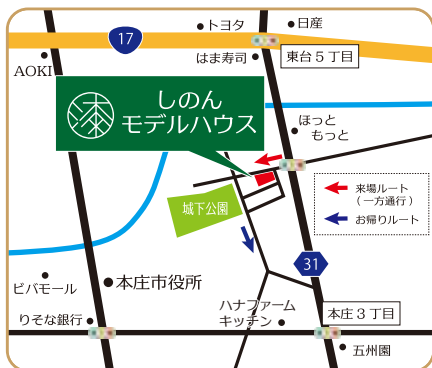 トヨタ
日産
17
はま寿司
東台5丁目
AOKI
しのん
モデルハウス
ほっと
もっと
来場ルート
(一方通行)
お帰りルート
城下公園
31
ビバモール
本庄市役所
りそな銀行
ハナファーム
キッチン
本庄3丁目
五州園